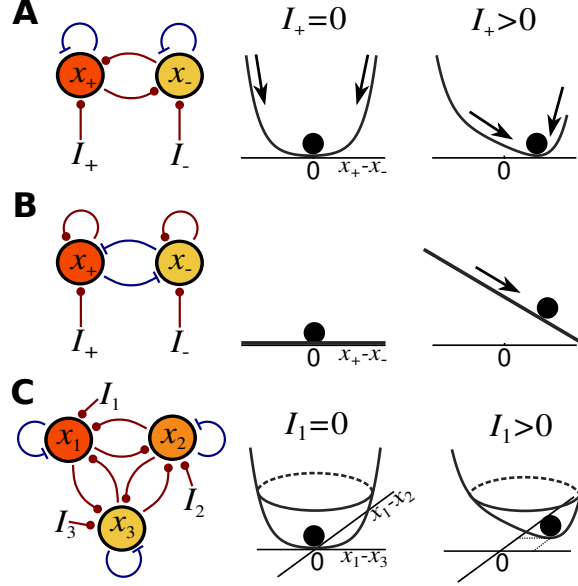 A
I₊=0
I₊>0
x₊
x₋
I₊
I₋
0
x₊-x₋
0
B
x₊
x₋
I₊
I₋
0
x₊-x₋
0
C
I₁
I₁=0
I₁>0
x₁
x₂
x₃
I₃
I₂
x₁-x₂
0
x₁-x₃
0